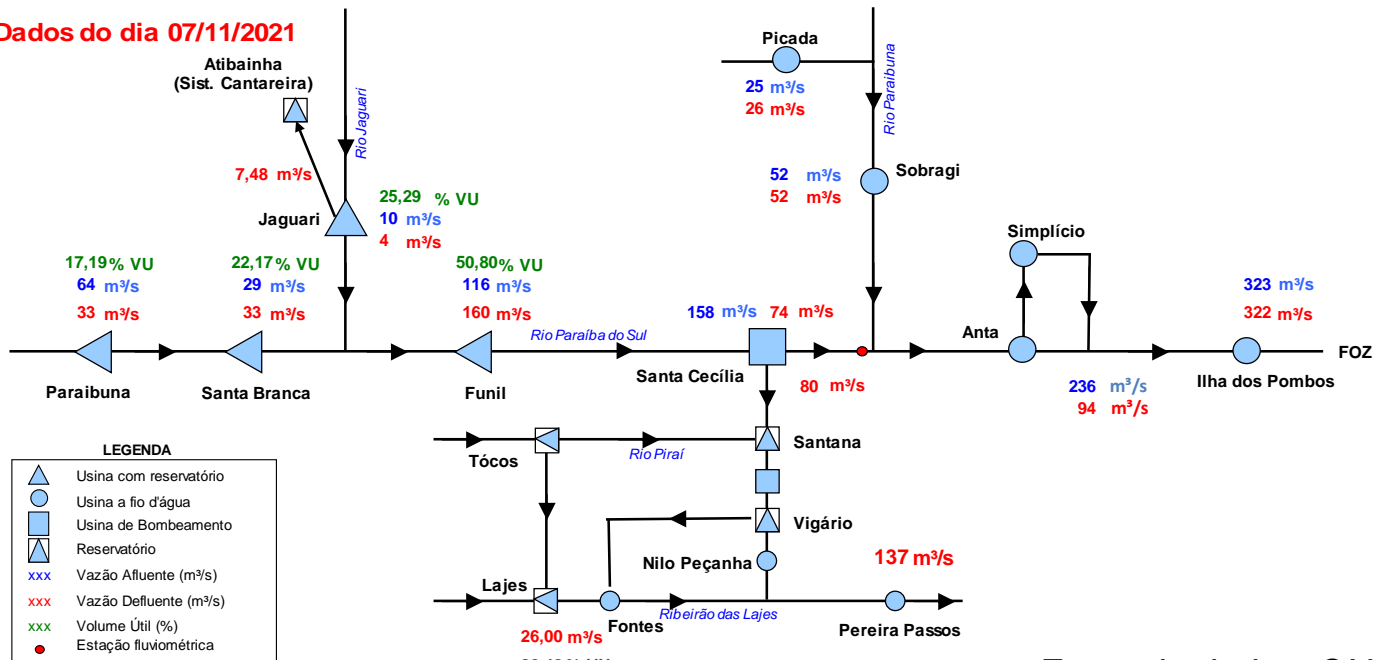 Dados do dia 07/11/2021
Atibainha
(Sist. Cantareira)
Rio Jaguari
7,48 m³/s
Jaguari
25,29 % VU
10 m³/s
4 m³/s
Picada
25 m³/s
26 m³/s
Rio Paraibuna
52 m³/s
52 m³/s
Sobragi
Simplício
17,19% VU
64 m³/s
33 m³/s
Paraibuna
22,17% VU
29 m³/s
33 m³/s
Santa Branca
50,80% VU
116 m³/s
160 m³/s
Funil
Rio Paraíba do Sul
158 m³/s 74 m³/s
Santa Cecília
80 m³/s
Anta
236 m³/s
94 m³/s
323 m³/s
322 m³/s
Ilha dos Pombos
FOZ
Tócos
Rio Piraí
Santana
Vigário
Nilo Peçanha
137 m³/s
Lajes
26,00 m³/s
Fontes
Ribeirão das Lajes
Pereira Passos
LEGENDA
Usina com reservatório
Usina a fio d'água
Usina de Bombeamento
Reservatório
xxx Vazão Afluente (m³/s)
xxx Vazão Defluente (m³/s)
xxx Volume Útil (%)
Estação fluviométrica